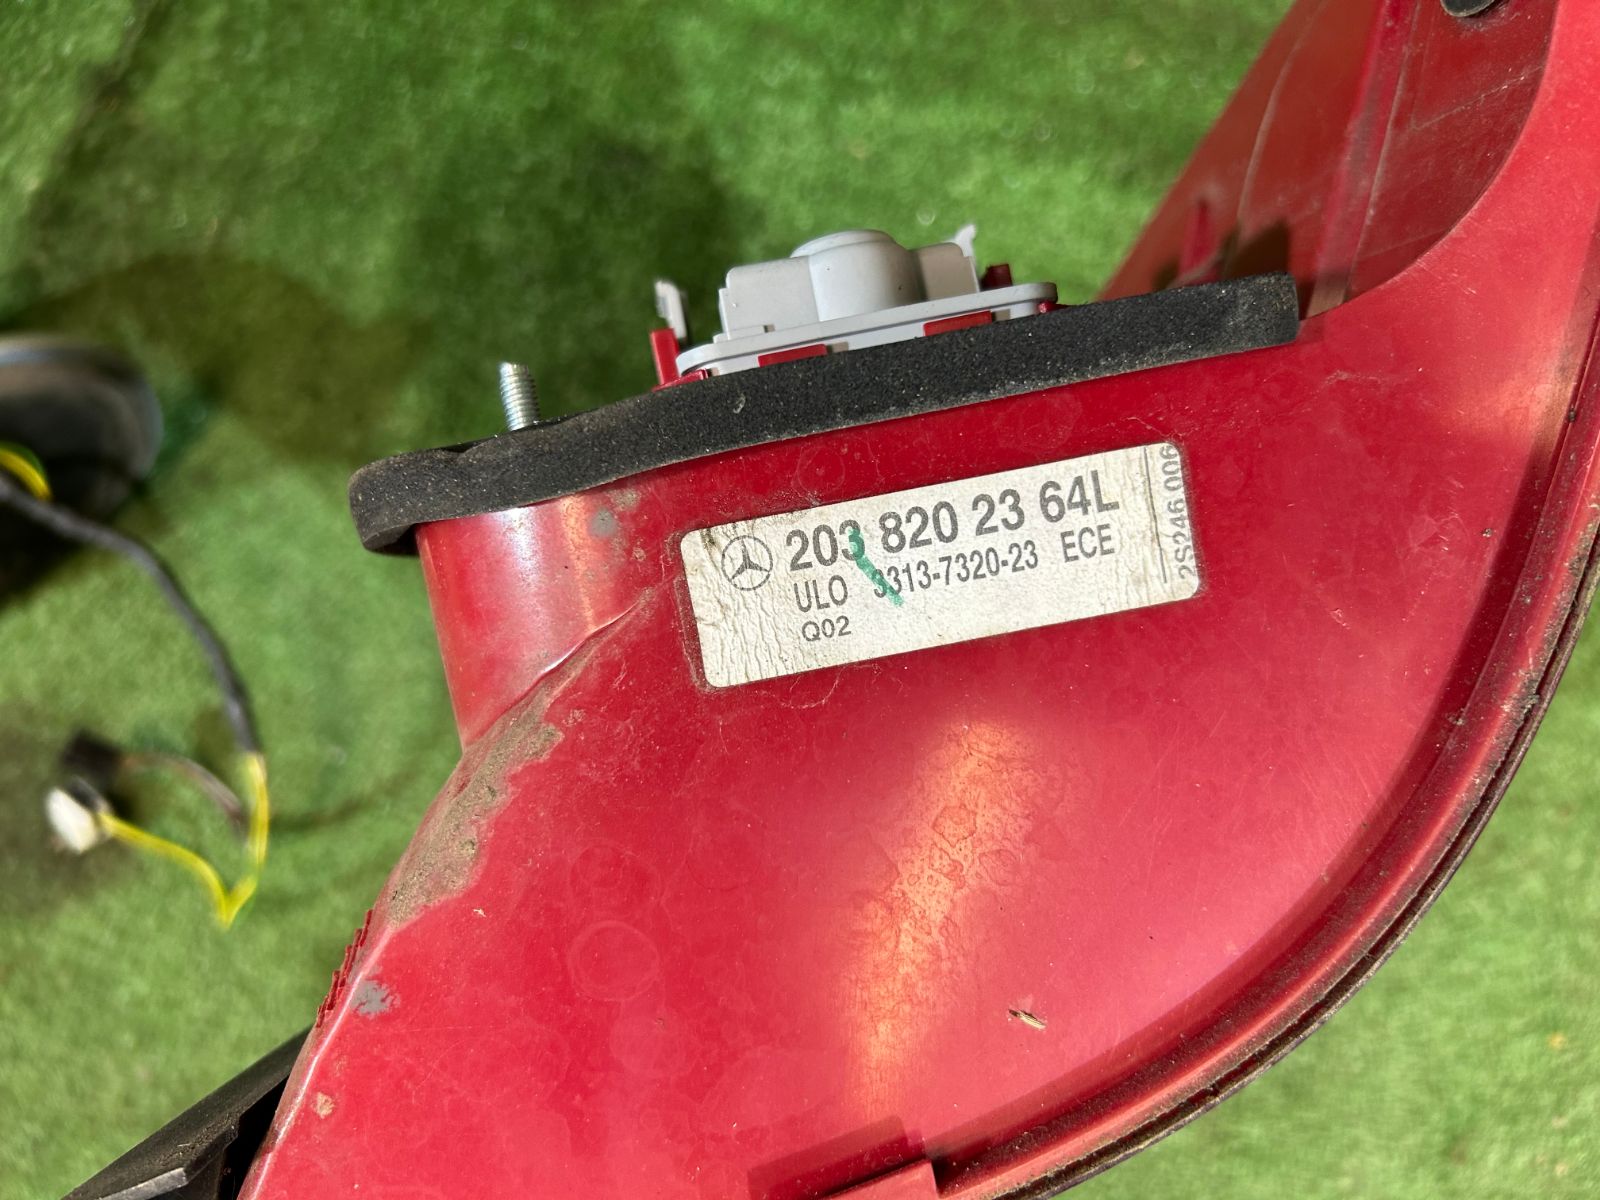 203 820 23 64L
ULO 3313-7320-23 ECE
Q02
2S246 006